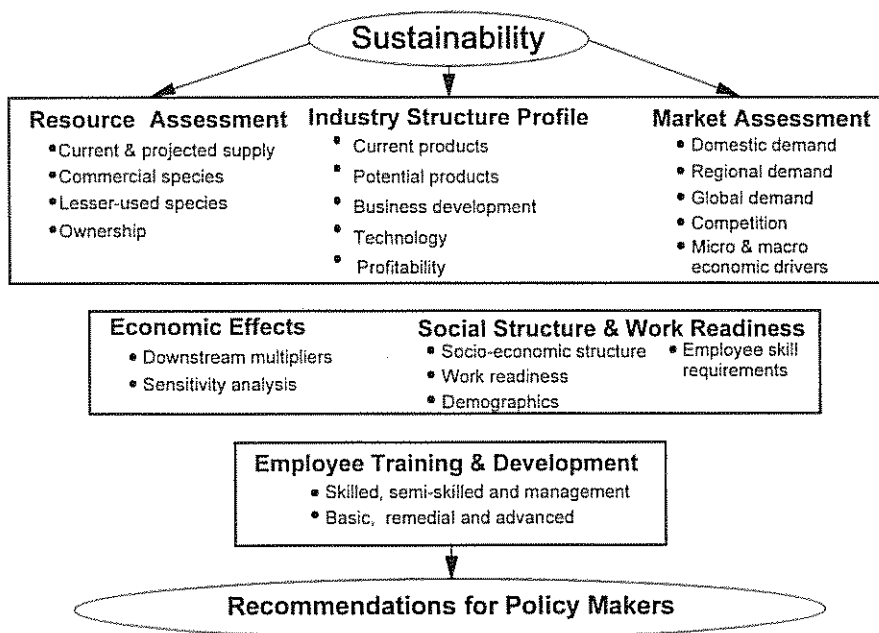 Sustainability
Resource Assessment
•Current & projected supply
•Commercial species
•Lesser-used species
•Ownership
Industry Structure Profile
• Current products
• Potential products
• Business development
• Technology
• Profitability
Market Assessment
• Domestic demand
• Regional demand
• Global demand
• Competition
• Micro & macro
economic drivers
Economic Effects
• Downstream multipliers
• Sensitivity analysis
Social Structure & Work Readiness
• Socio-economic structure
• Work readiness
• Demographics
• Employee skill
requirements
Employee Training & Development
• Skilled, semi-skilled and management
• Basic, remedial and advanced
Recommendations for Policy Makers